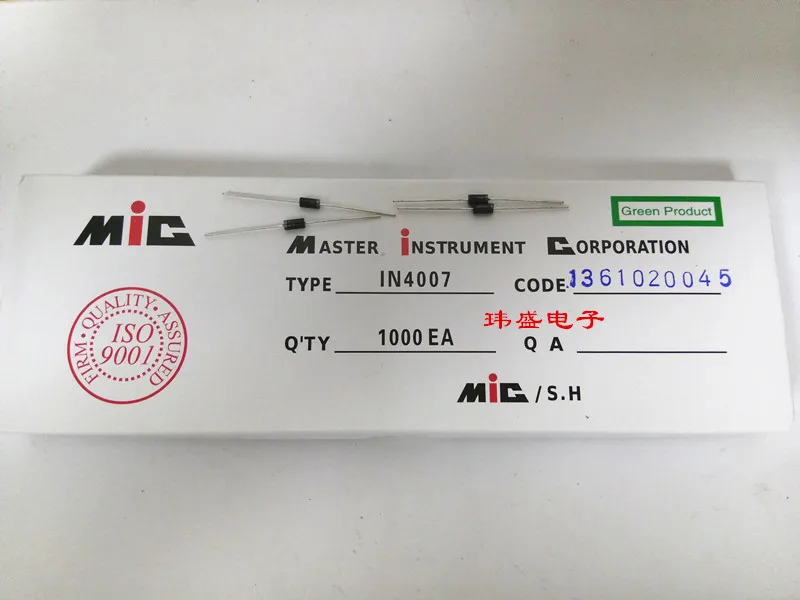 MiC
Green Product
MASTER INSTRUMENT CORPORATION
TYPE IN4007 CODE 1361020045
FIRM · QUALITY · ASSURED
ISO
9001
玮盛电子
Q'TY 1000 EA Q A
MiC / S.H